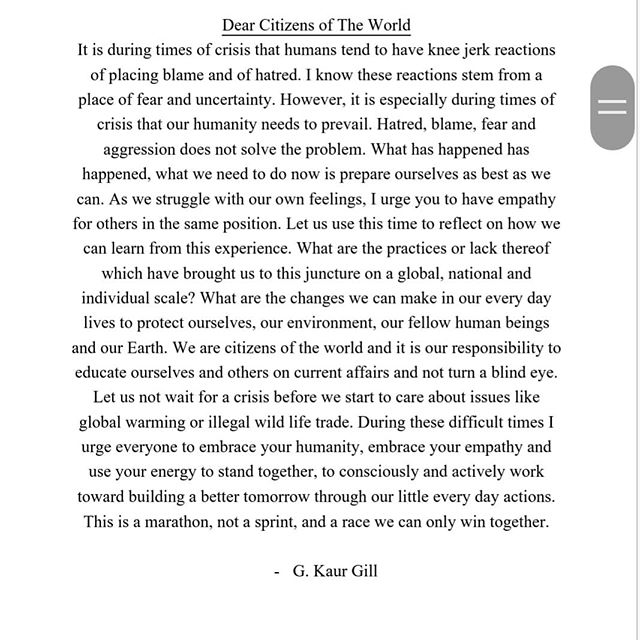 Dear Citizens of The World
It is during times of crisis that humans tend to have knee jerk reactions
of placing blame and of hatred. I know these reactions stem from a
place of fear and uncertainty. However, it is especially during times of
crisis that our humanity needs to prevail. Hatred, blame, fear and
aggression does not solve the problem. What has happened has
happened, what we need to do now is prepare ourselves as best as we
can. As we struggle with our own feelings, I urge you to have empathy
for others in the same position. Let us use this time to reflect on how we
can learn from this experience. What are the practices or lack thereof
which have brought us to this juncture on a global, national and
individual scale? What are the changes we can make in our every day
lives to protect ourselves, our environment, our fellow human beings
and our Earth. We are citizens of the world and it is our responsibility to
educate ourselves and others on current affairs and not turn a blind eye.
Let us not wait for a crisis before we start to care about issues like
global warming or illegal wild life trade. During these difficult times I
urge everyone to embrace your humanity, embrace your empathy and
use your energy to stand together, to consciously and actively work
toward building a better tomorrow through our little every day actions.
This is a marathon, not a sprint, and a race we can only win together.
- G. Kaur Gill